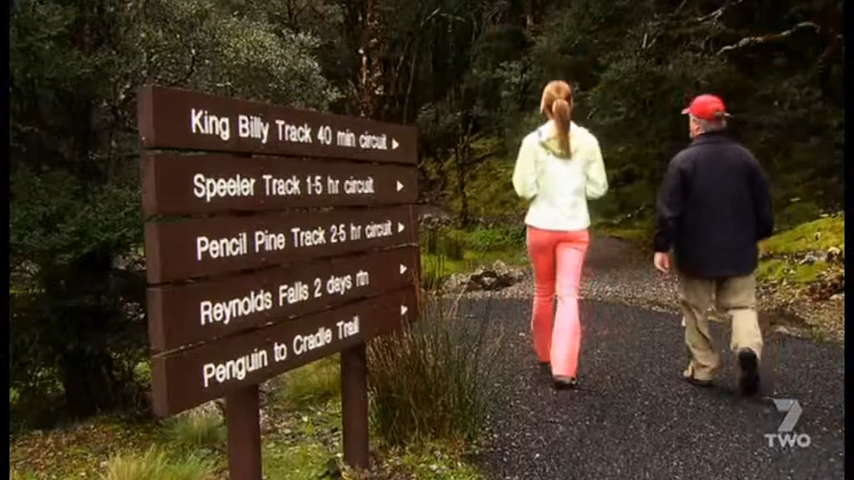 King Billy Track 40 min circuit
Speeler Track 1·5 hr circuit
Pencil Pine Track 2·5 hr circuit
Reynolds Falls 2 days rtn
Penguin to Cradle Trail
7
TWO